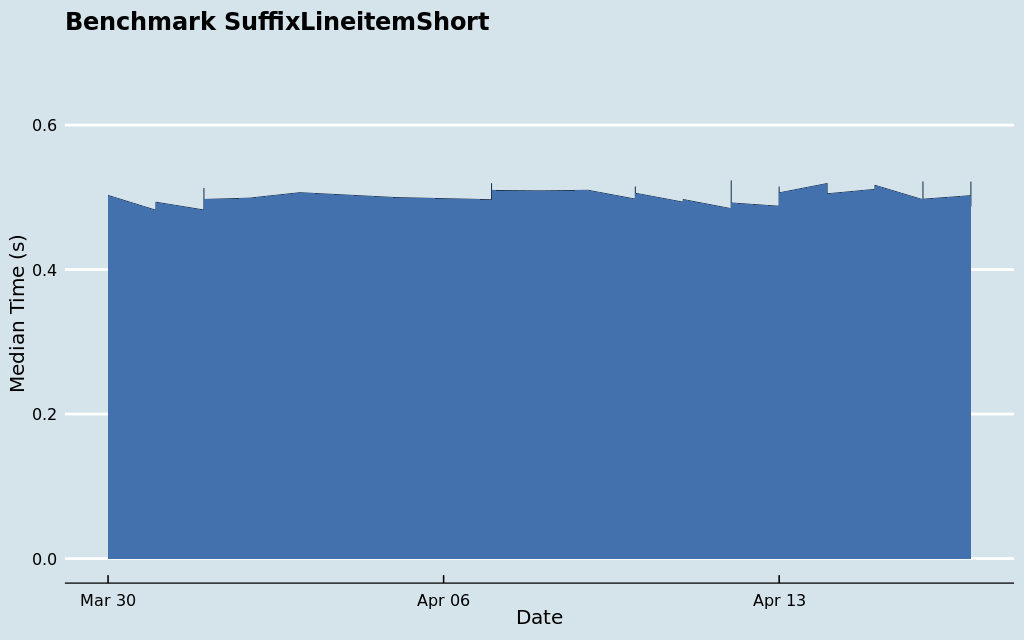 Benchmark SuffixLineitemShort
Median Time (s)
0.6
0.4
0.2
0.0
Mar 30
Apr 06
Apr 13
Date